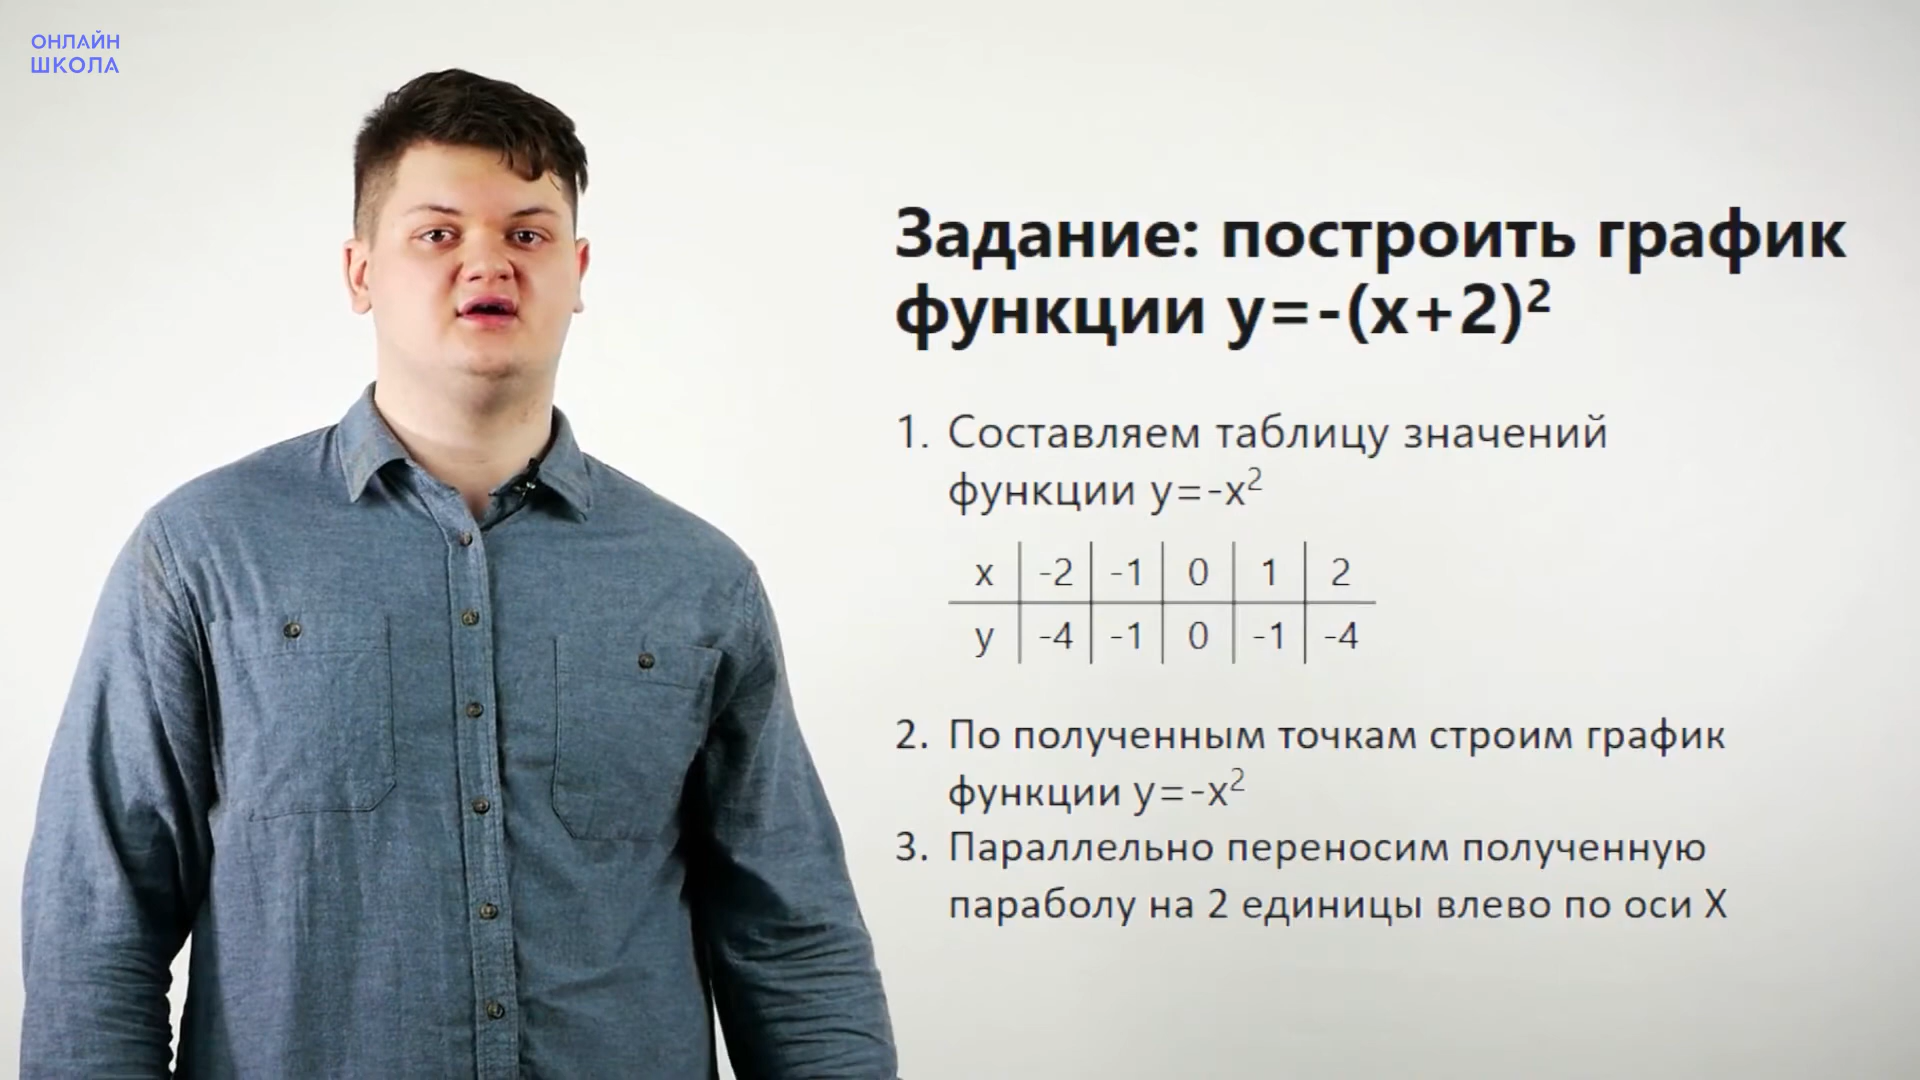 ОНЛАЙН
ШКОЛА
Задание: построить график
функции y=-(x+2)²
1. Составляем таблицу значений
функции y=-x²
x -2 -1 0 1 2
y -4 -1 0 -1 -4
2. По полученным точкам строим график
функции y=-x²
3. Параллельно переносим полученную
параболу на 2 единицы влево по оси X